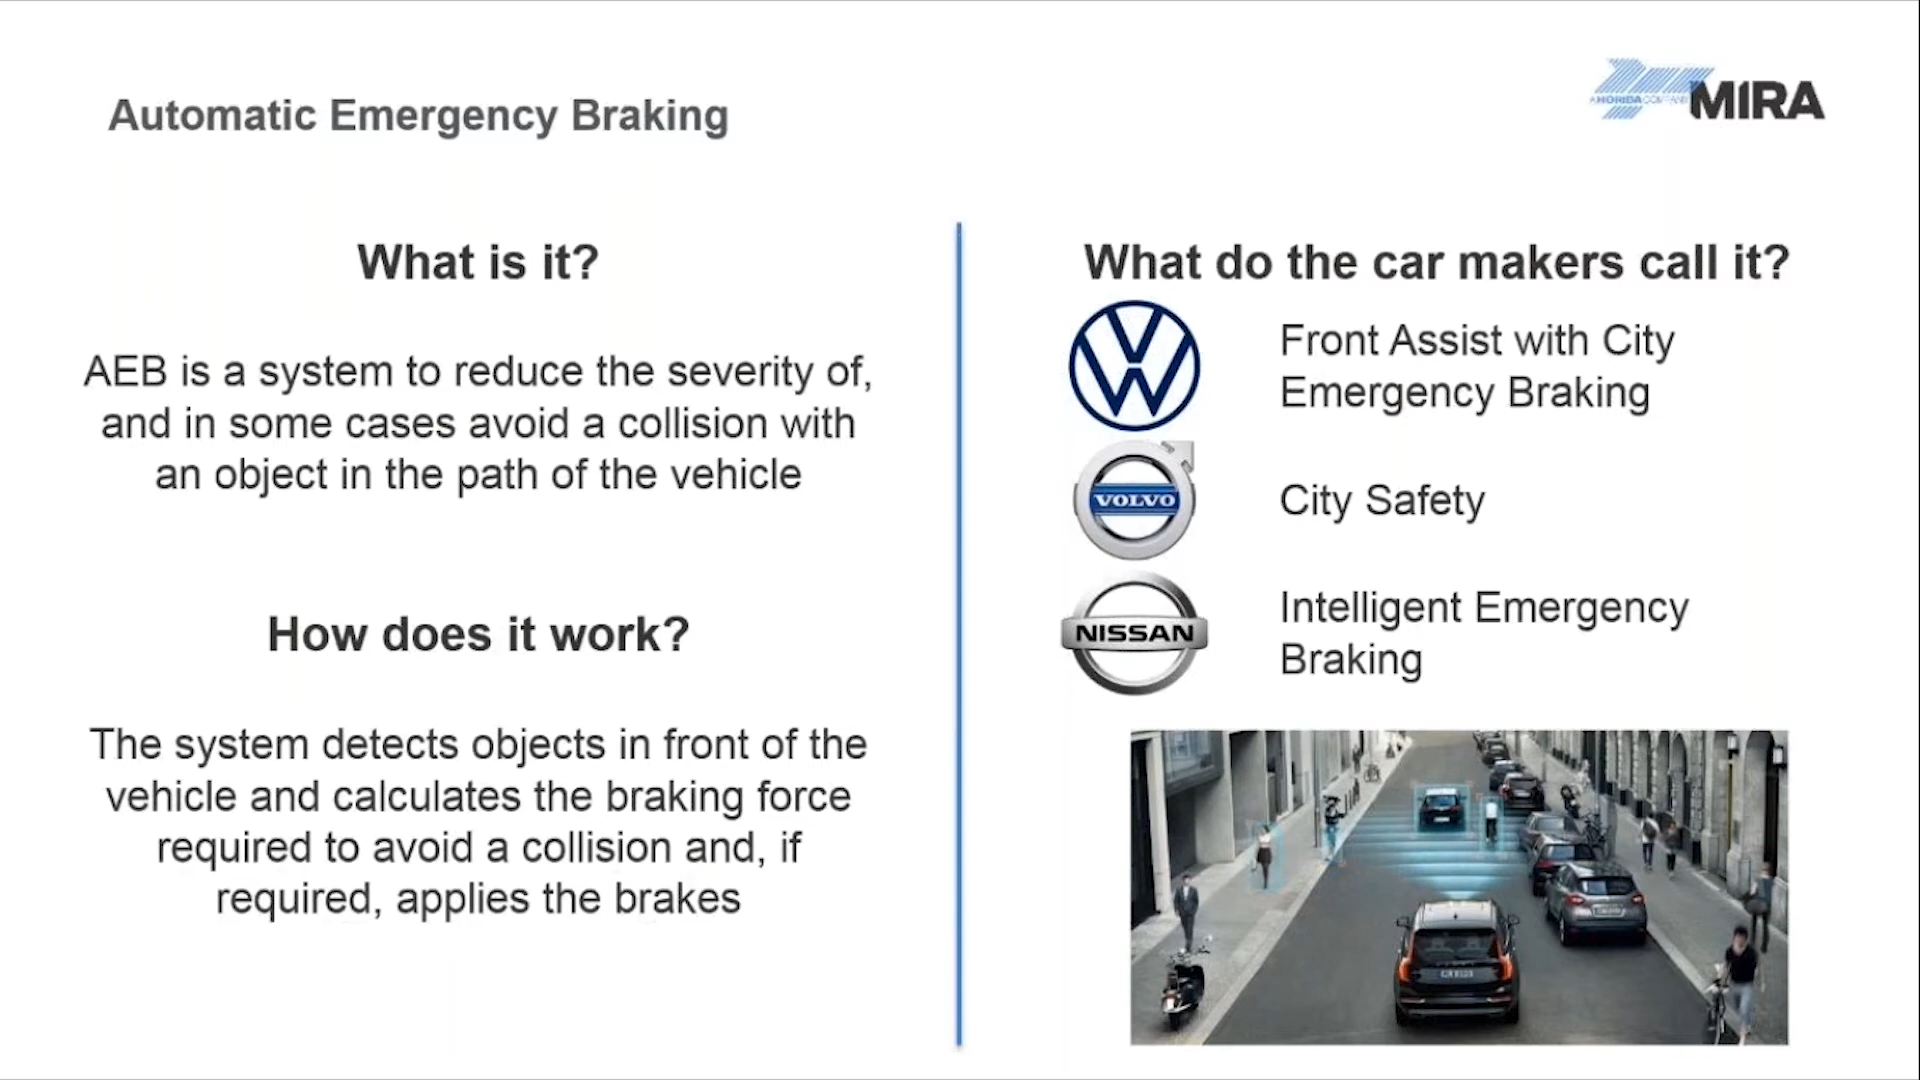 Automatic Emergency Braking
A HORIBA COMPANY
MIRA
What is it?
AEB is a system to reduce the severity of,
and in some cases avoid a collision with
an object in the path of the vehicle
How does it work?
The system detects objects in front of the
vehicle and calculates the braking force
required to avoid a collision and, if
required, applies the brakes
What do the car makers call it?
Front Assist with City
Emergency Braking
VOLVO
City Safety
NISSAN
Intelligent Emergency
Braking